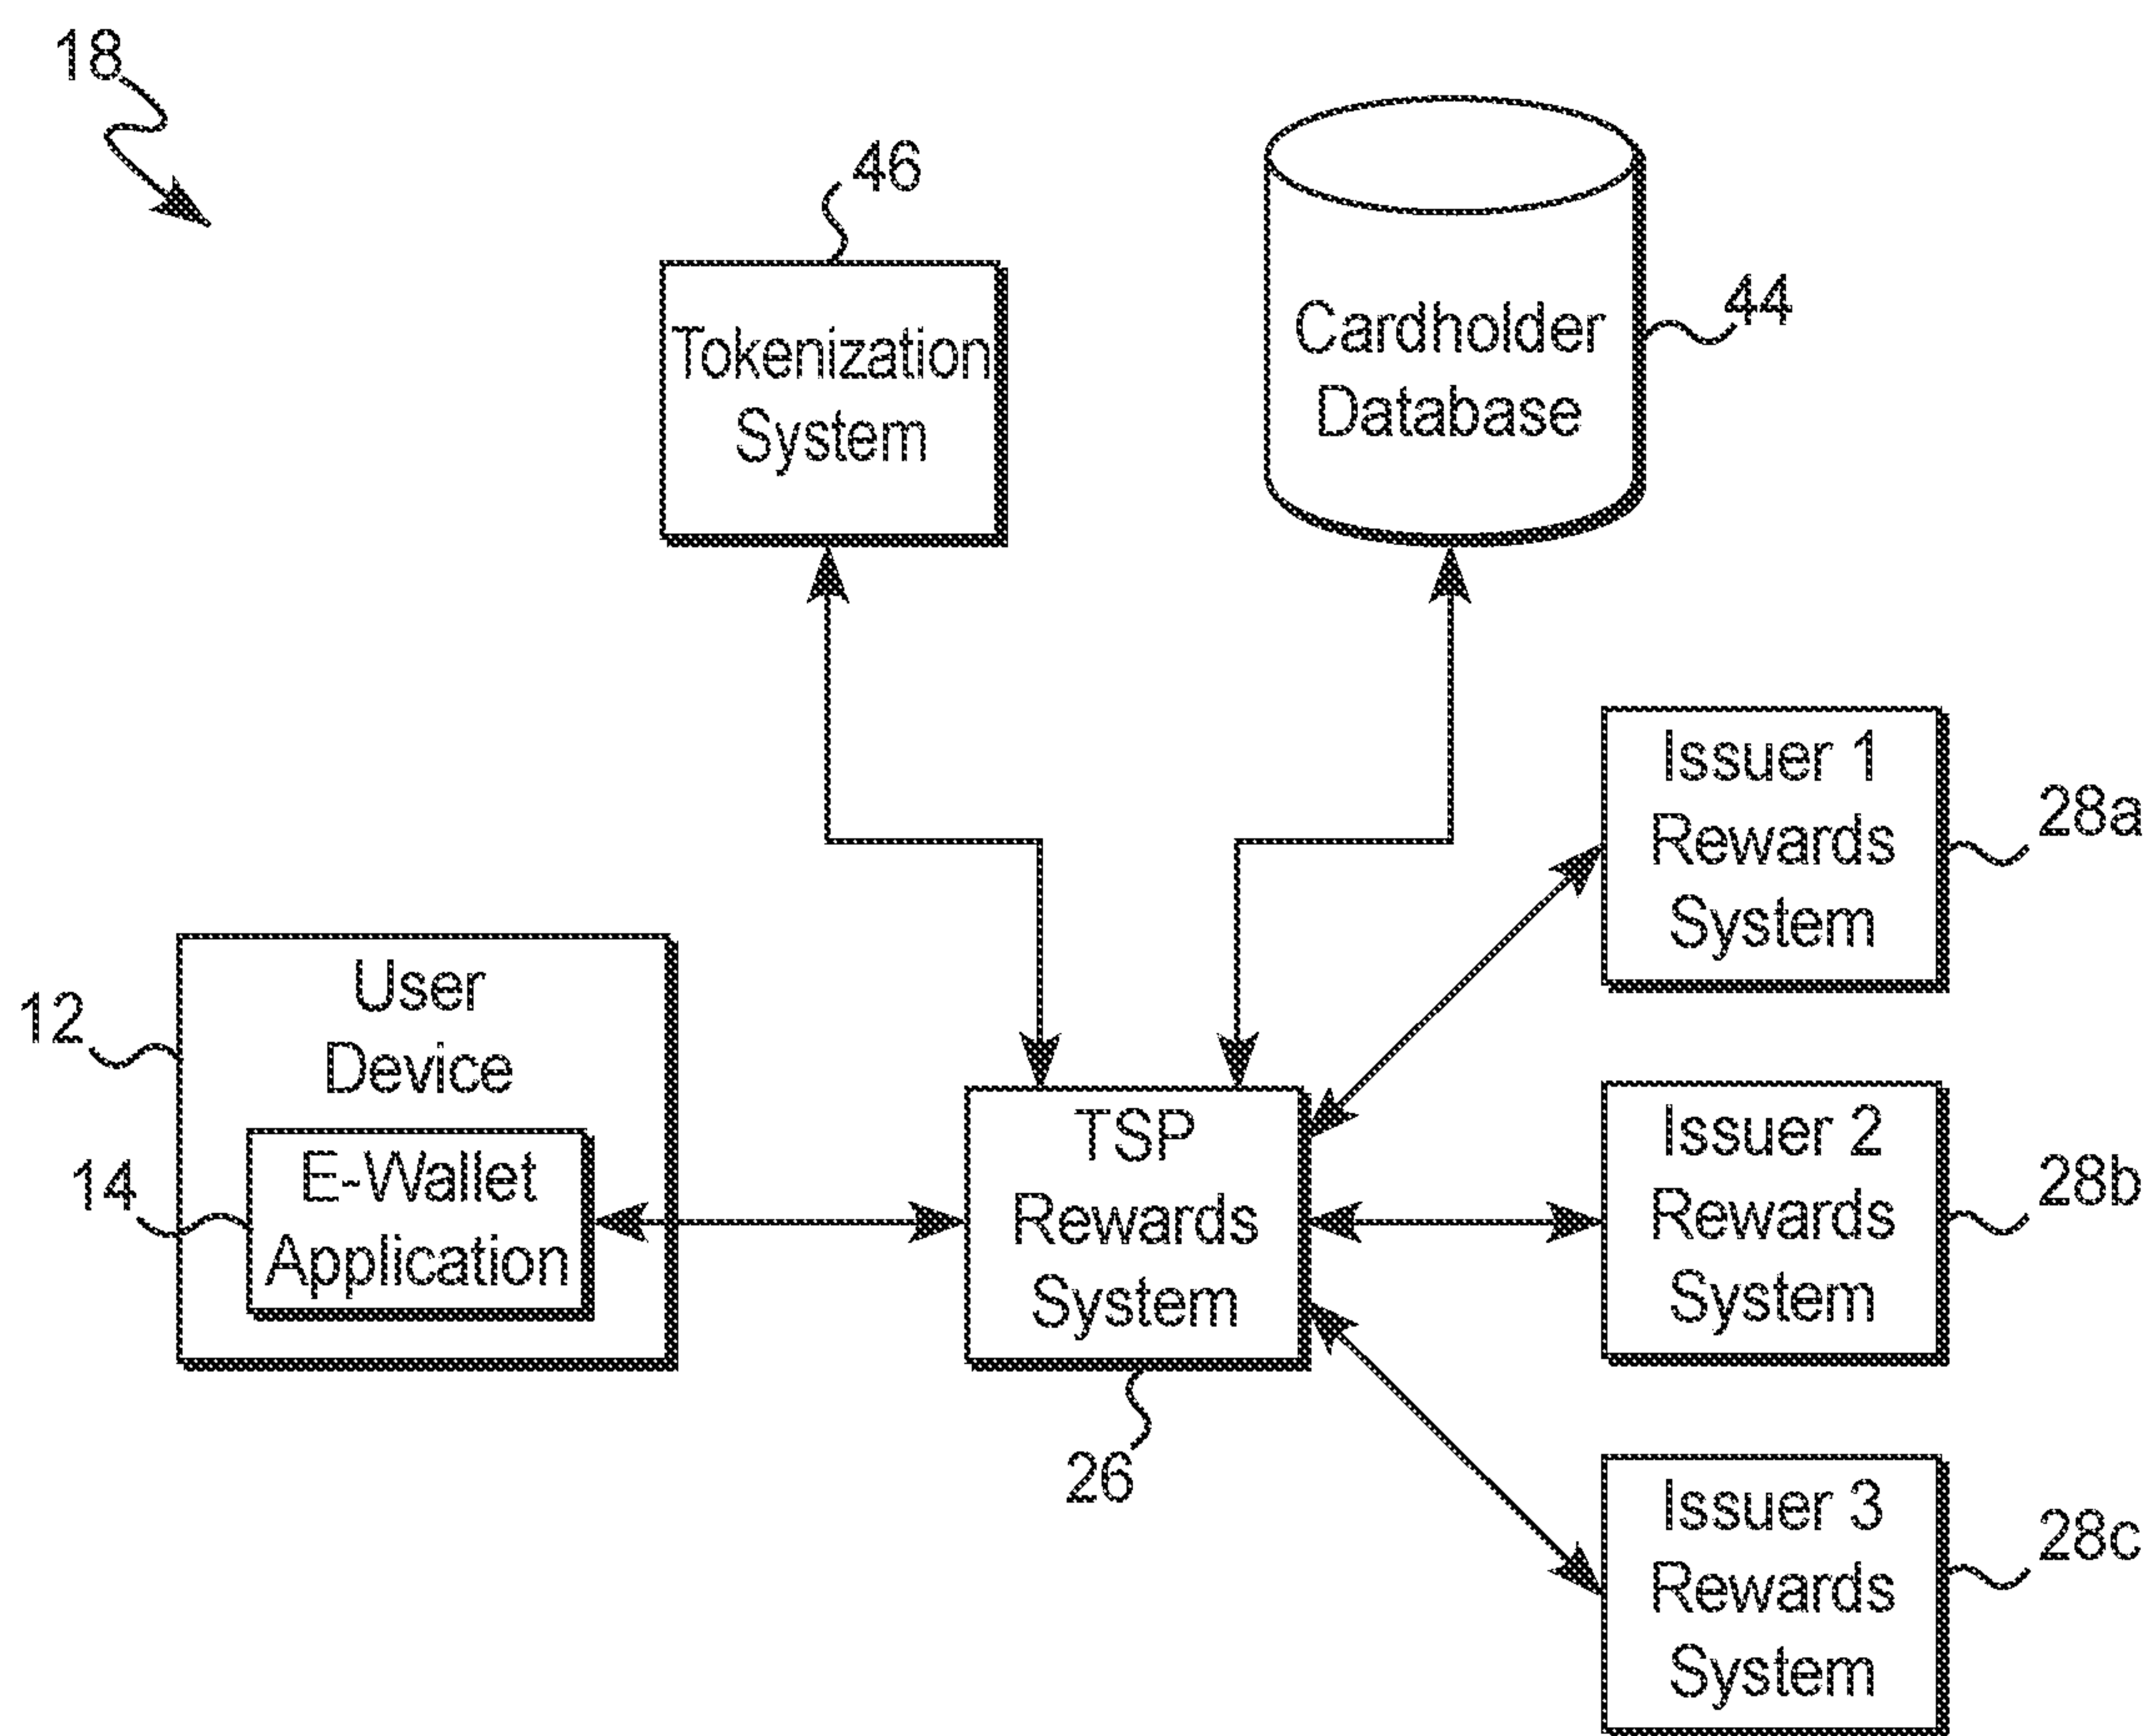 18
46
Tokenization
System
Cardholder
Database
44
Issuer 1
Rewards
System
28a
12
User
Device
14
E-Wallet
Application
TSP
Rewards
System
26
Issuer 2
Rewards
System
28b
Issuer 3
Rewards
System
28c